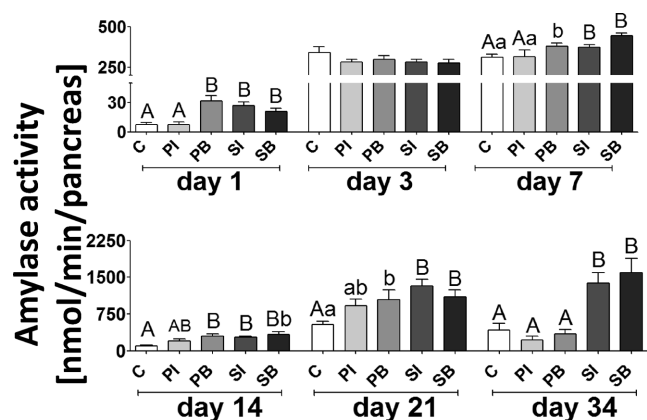 Amylase activity
[nmol/min/pancreas]
500
250
30
0
A A B B B
Aa Aa b B B
C PI PB SI SB C PI PB SI SB C PI PB SI SB
day 1 day 3 day 7
2250
1500
750
0
A AB B B Bb
Aa ab b B B
A A A B B
C PI PB SI SB C PI PB SI SB C PI PB SI SB
day 14 day 21 day 34